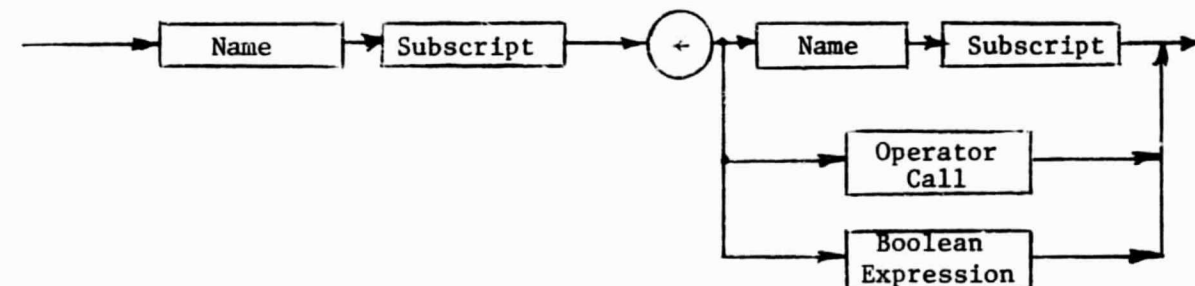 Name Subscript ← Name Subscript
Operator
Call
Boolean
Expression